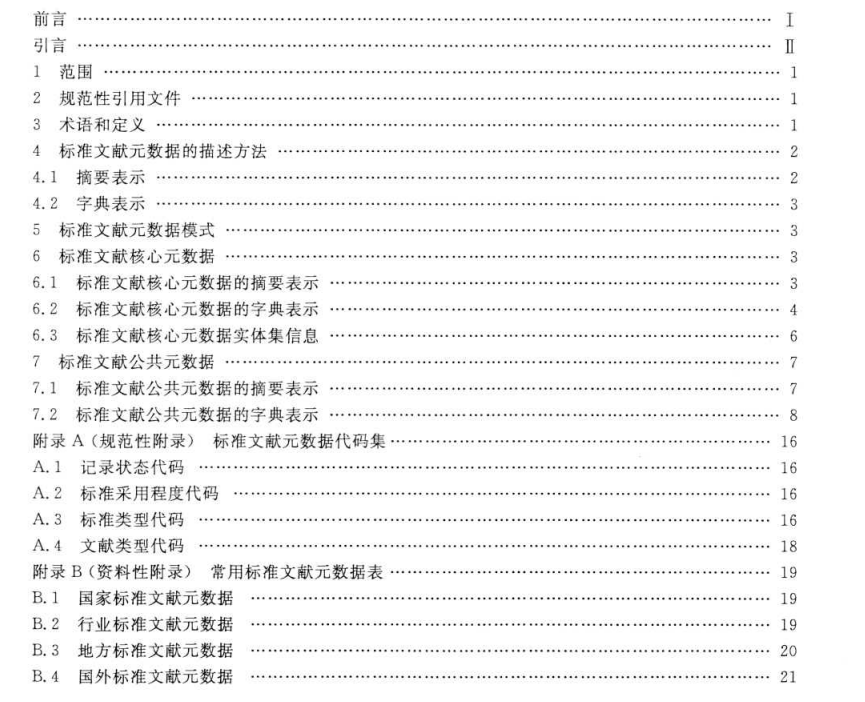 前言 …… Ⅰ
引言 …… Ⅱ
1 范围 …… 1
2 规范性引用文件 …… 1
3 术语和定义 …… 1
4 标准文献元数据的描述方法 …… 2
4.1 摘要表示 …… 2
4.2 字典表示 …… 3
5 标准文献元数据模式 …… 3
6 标准文献核心元数据 …… 3
6.1 标准文献核心元数据的摘要表示 …… 3
6.2 标准文献核心元数据的字典表示 …… 4
6.3 标准文献核心元数据实体集信息 …… 6
7 标准文献公共元数据 …… 7
7.1 标准文献公共元数据的摘要表示 …… 7
7.2 标准文献公共元数据的字典表示 …… 8
附录 A（规范性附录） 标准文献元数据代码集 …… 16
A.1 记录状态代码 …… 16
A.2 标准采用程度代码 …… 16
A.3 标准类型代码 …… 16
A.4 文献类型代码 …… 18
附录 B（资料性附录） 常用标准文献元数据表 …… 19
B.1 国家标准文献元数据 …… 19
B.2 行业标准文献元数据 …… 19
B.3 地方标准文献元数据 …… 20
B.4 国外标准文献元数据 …… 21